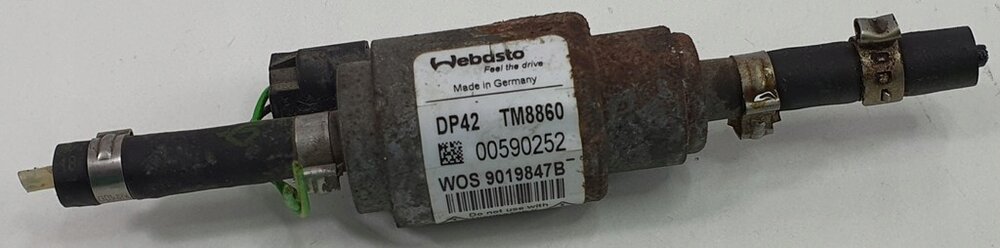 Webasto
Feel the drive
Made in Germany
DP42 TM8860
00590252
WOS 9019847B
Do not use with